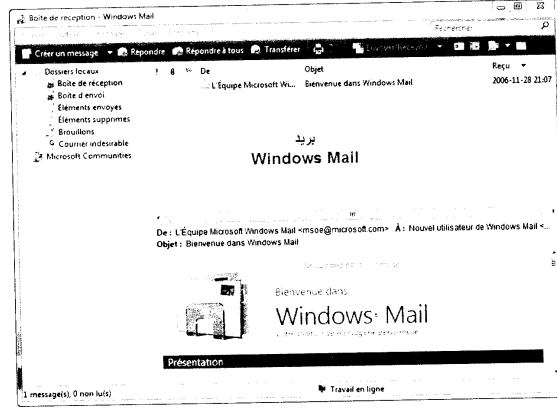 Boîte de réception - Windows Mail
Rechercher
Créer un message Répondre Répondre à tous Transférer Envoyer/Recevoir
Dossiers locaux
Boîte de réception
Boîte d'envoi
Éléments envoyés
Éléments supprimés
Brouillons
Courrier indésirable
Microsoft Communities
! De Objet Reçu
L'Équipe Microsoft Wi... Bienvenue dans Windows Mail 2006-11-28 21:07
بريد
Windows Mail
De : L'Équipe Microsoft Windows Mail <msoe@microsoft.com> À : Nouvel utilisateur de Windows Mail <...
Objet : Bienvenue dans Windows Mail
Bienvenue dans
Windows Mail
Présentation
1 message(s), 0 non lu(s)
Travail en ligne